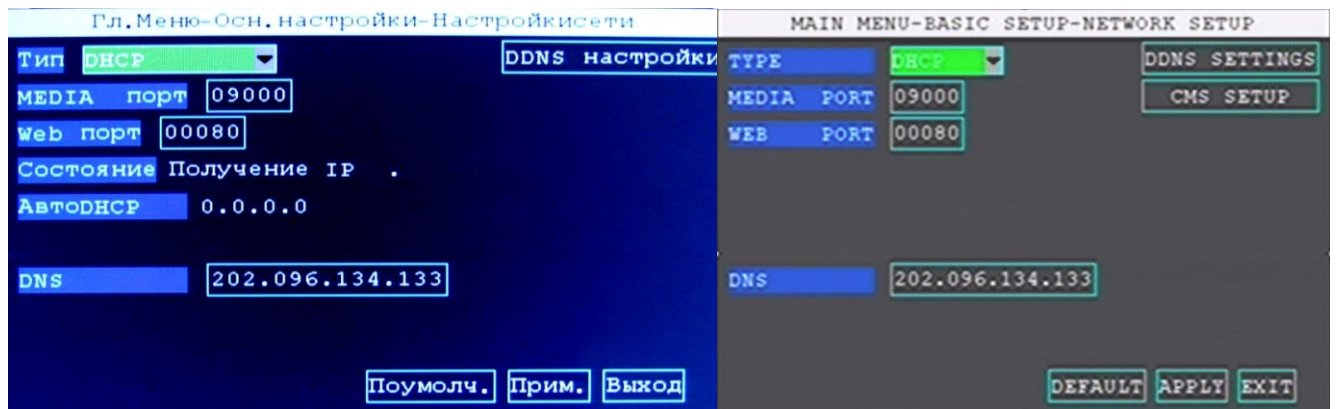 Гл.Меню-Осн.настройки-Настройкисети
Тип DHCP DDNS настройки
MEDIA порт 09000
Web порт 00080
Состояние Получение IP .
АвтоDHCP 0.0.0.0
DNS 202.096.134.133
Поумолч. Прим. Выход
MAIN MENU-BASIC SETUP-NETWORK SETUP
TYPE DHCP DDNS SETTINGS
MEDIA PORT 09000 CMS SETUP
WEB PORT 00080
DNS 202.096.134.133
DEFAULT APPLY EXIT